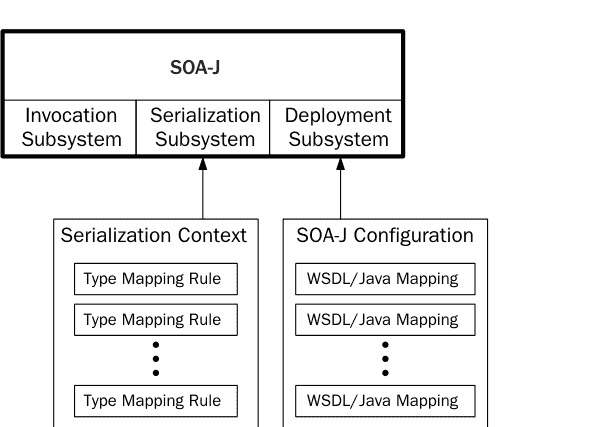 SOA-J
Invocation
Subsystem
Serialization
Subsystem
Deployment
Subsystem
Serialization Context
Type Mapping Rule
Type Mapping Rule
Type Mapping Rule
SOA-J Configuration
WSDL/Java Mapping
WSDL/Java Mapping
WSDL/Java Mapping